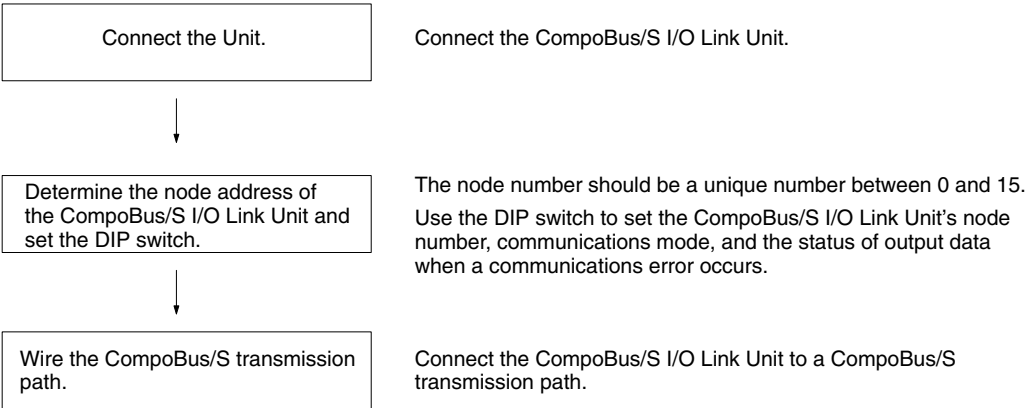 Connect the Unit.
Connect the CompoBus/S I/O Link Unit.
Determine the node address of
the CompoBus/S I/O Link Unit and
set the DIP switch.
The node number should be a unique number between 0 and 15.
Use the DIP switch to set the CompoBus/S I/O Link Unit's node
number, communications mode, and the status of output data
when a communications error occurs.
Wire the CompoBus/S transmission
path.
Connect the CompoBus/S I/O Link Unit to a CompoBus/S
transmission path.